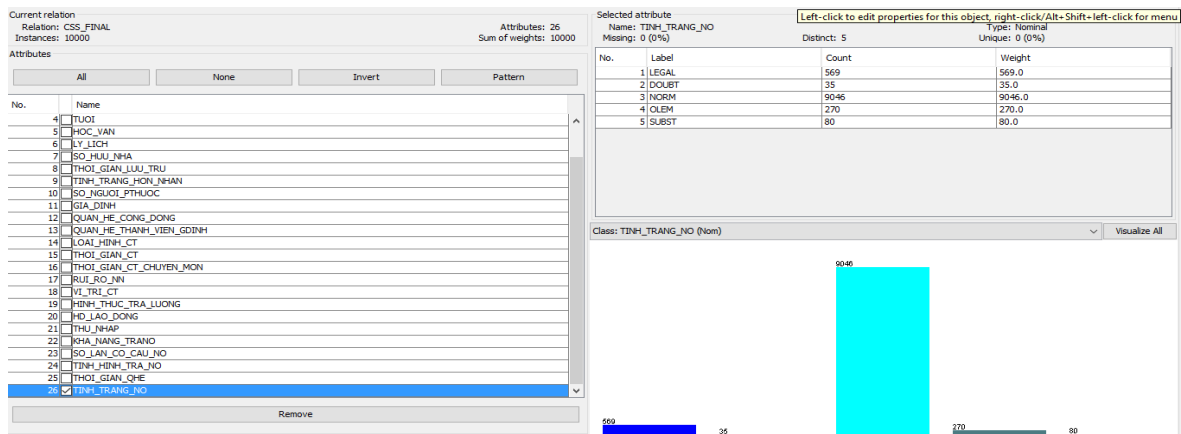 Current relation
Relation: CSS_FINAL Attributes: 26
Instances: 10000 Sum of weights: 10000
Attributes
All None Invert Pattern
No. Name
4 TUOI
5 HOC_VAN
6 LY_LICH
7 SO_HUU_NHA
8 THOI_GIAN_LUU_TRU
9 TINH_TRANG_HON_NHAN
10 SO_NGUOI_PTHUOC
11 GIA_DINH
12 QUAN_HE_CONG_DONG
13 QUAN_HE_THANH_VIEN_GDINH
14 LOAI_HINH_CT
15 THOI_GIAN_CT
16 THOI_GIAN_CT_CHUYEN_MON
17 RUI_RO_NN
18 VI_TRI_CT
19 HINH_THUC_TRA_LUONG
20 HD_LAO_DONG
21 THU_NHAP
22 KHA_NANG_TRANO
23 SO_LAN_CO_CAU_NO
24 TINH_HINH_TRA_NO
25 THOI_GIAN_QHE
26 TINH_TRANG_NO
Remove
Selected attribute
Left-click to edit properties for this object, right-click/Alt+Shift+left-click for menu
Name: TINH_TRANG_NO Type: Nominal
Missing: 0 (0%) Distinct: 5 Unique: 0 (0%)
No. Label Count Weight
1 LEGAL 569 569.0
2 DOUBT 35 35.0
3 NORM 9046 9046.0
4 OLEM 270 270.0
5 SUBST 80 80.0
Class: TINH_TRANG_NO (Nom) Visualize All
9046
569
35
270
80